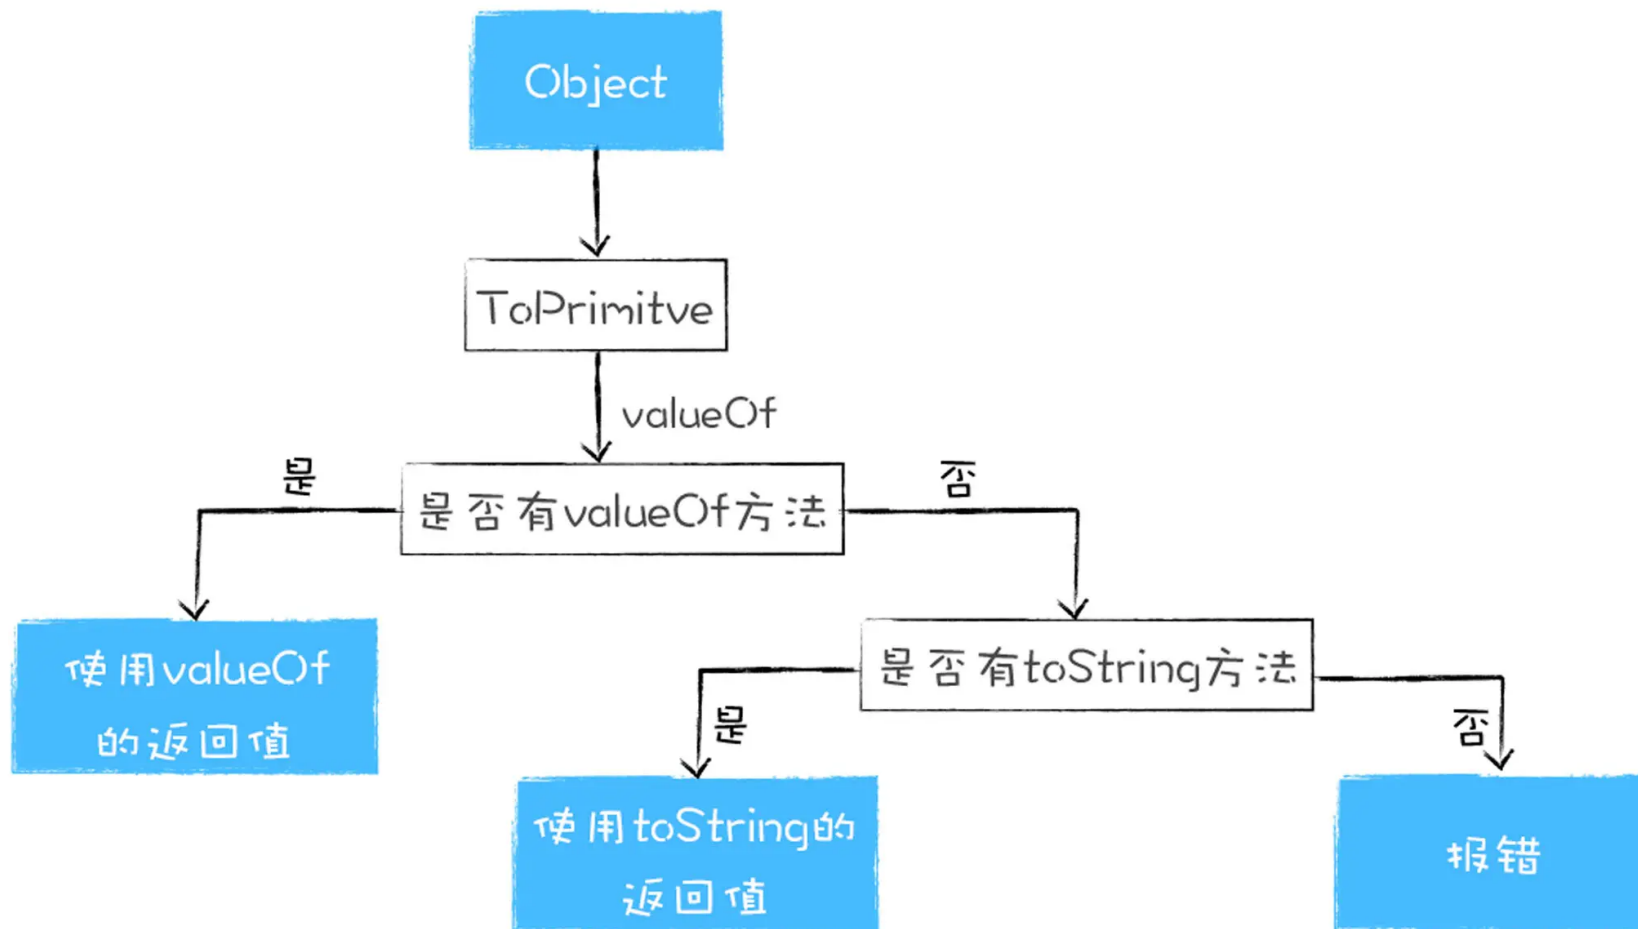 Object
ToPrimitve
valueOf
是
是否有valueOf方法
否
使用valueOf
的返回值
是否有toString方法
是
否
使用toString的
返回值
报错